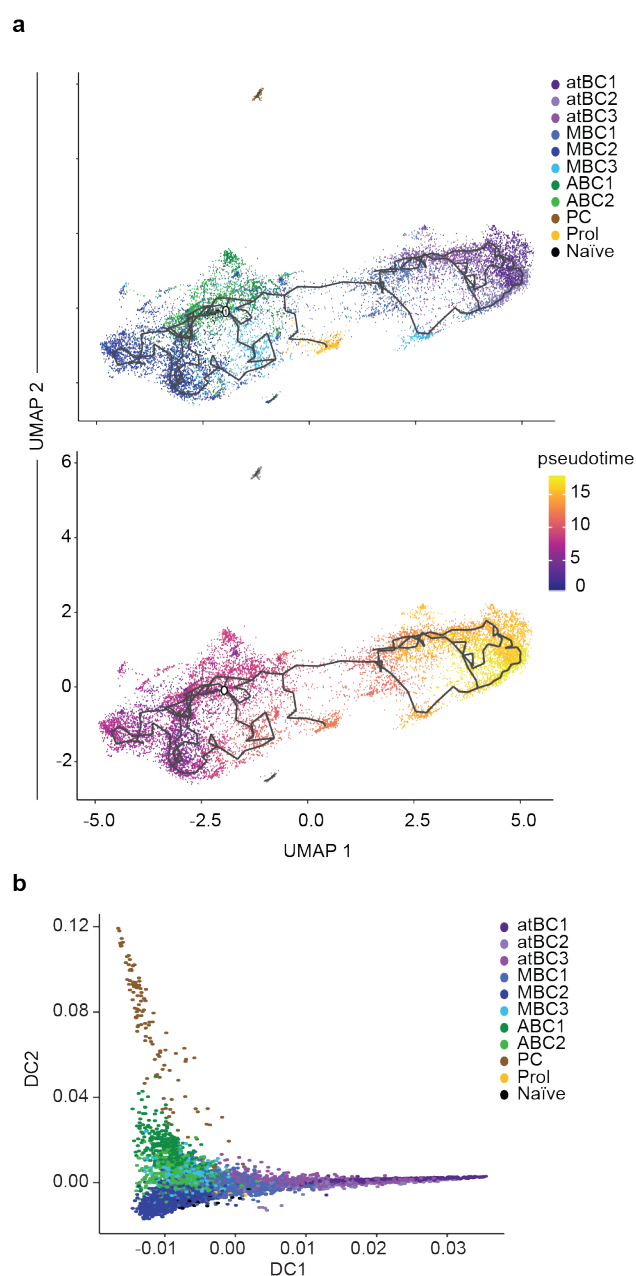 a
atBC1
atBC2
atBC3
MBC1
MBC2
MBC3
ABC1
ABC2
PC
Prol
Naïve
UMAP 2
pseudotime
15
10
5
0
6
4
2
0
-2
-5.0 -2.5 0.0 2.5 5.0
UMAP 1
b
atBC1
atBC2
atBC3
MBC1
MBC2
MBC3
ABC1
ABC2
PC
Prol
Naïve
0.12
0.08
0.04
0.00
DC2
-0.01 0.00 0.01 0.02 0.03
DC1